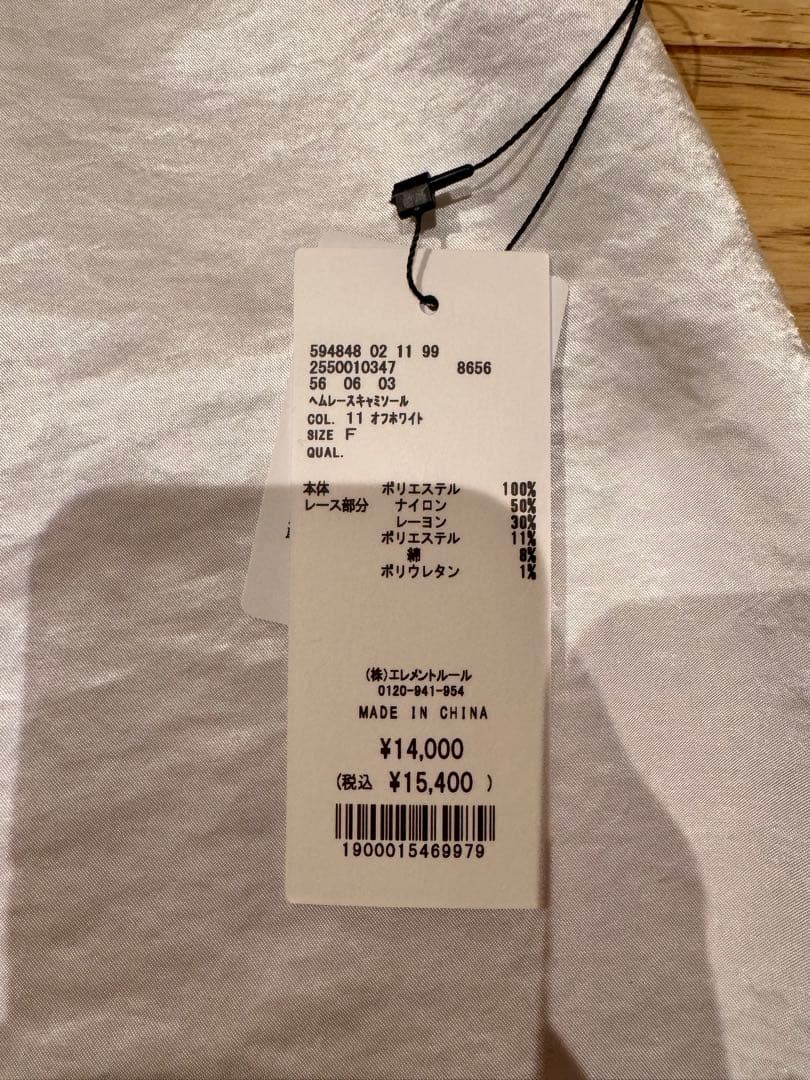 594848 02 11 99
2550010347 8656
56 06 03
ヘムレースキャミソール
COL. 11 オフホワイト
SIZE F
QUAL.
本体 ポリエステル 100%
レース部分 ナイロン 50%
レーヨン 30%
ポリエステル 11%
綿 8%
ポリウレタン 1%
(株)エレメントルール
0120-941-954
MADE IN CHINA
¥14,000
(税込 ¥15,400 )
1900015469979